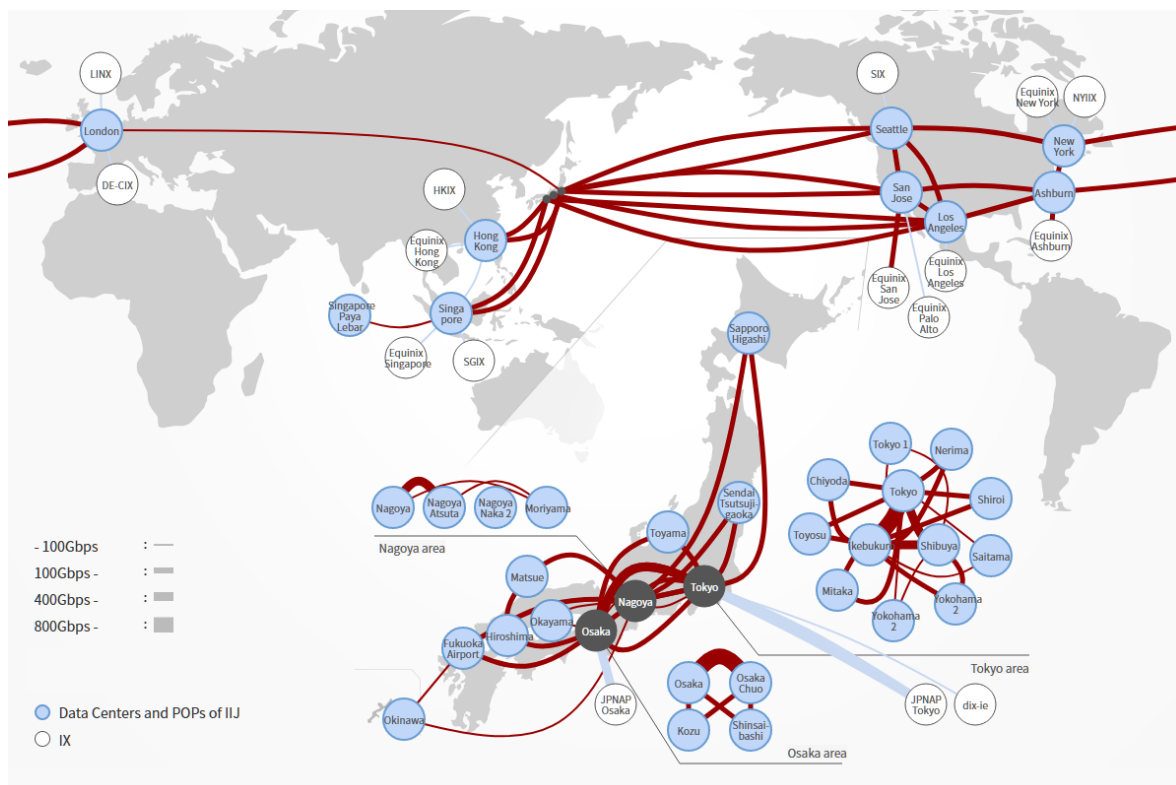 LINX
SIX
Equinix
New York
NYIIX
London
Seattle
New
York
DE-CIX
HKIX
San
Jose
Ashburn
Hong
Kong
Los
Angeles
Equinix
Hong
Kong
Equinix
Ashburn
Equinix
Los
Angeles
Equinix
San
Jose
Singapore
Paya
Lebar
Singa
pore
Equinix
Palo
Alto
Equinix
Singapore
SGIX
Sapporo
Higashi
Tokyo 1
Nerima
Chiyoda
Tokyo
Shiroi
Nagoya
Nagoya
Atsuta
Nagoya
Naka 2
Moriyama
Sendai
Tsutsuji-
gaoka
Toyama
Toyosu
kebukuri
Shibuya
Saitama
Nagoya area
- 100Gbps :
100Gbps - :
400Gbps - :
800Gbps - :
Matsue
Mitaka
Yokohama
2
Yokohama
2
Nagoya
Tokyo
Okayama
Hiroshima
Osaka
Fukuoka
Airport
Tokyo area
Osaka
Osaka
Chuo
JPNAP
Osaka
JPNAP
Tokyo
dix-ie
Okinawa
Kozu
Shinsai-
bashi
Osaka area
Data Centers and POPs of IIJ
IX